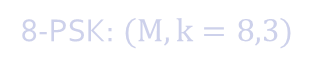 8-PSK: (M, k = 8,3)